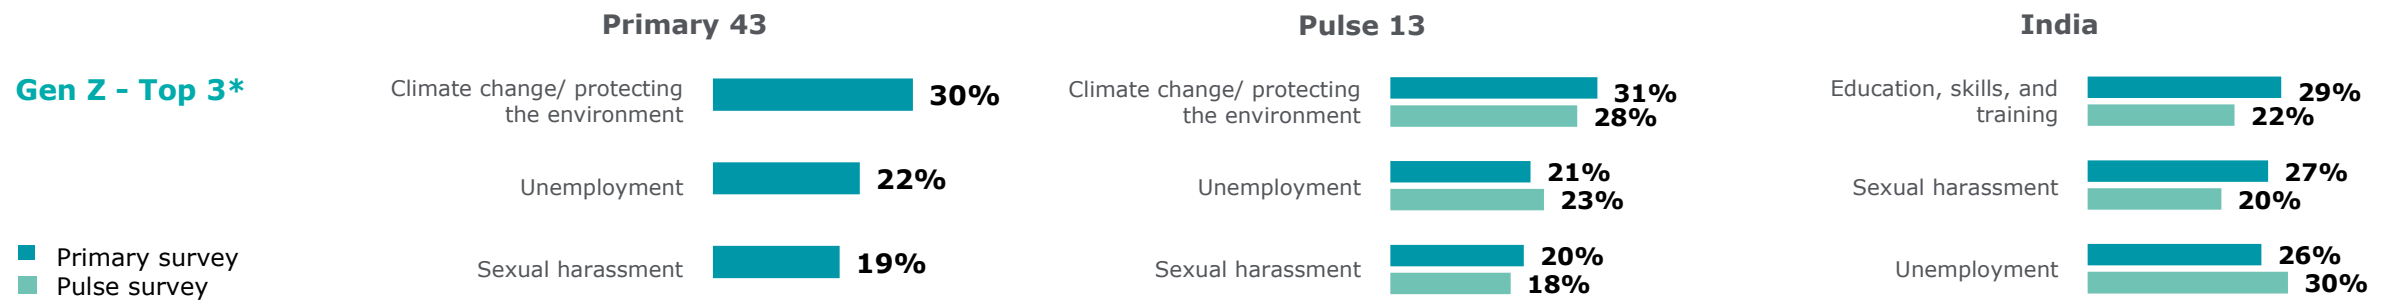 Primary 43
Pulse 13
India
Gen Z - Top 3*
Climate change/ protecting
the environment
30%
Unemployment
22%
Sexual harassment
19%
Climate change/ protecting
the environment
31%
28%
Unemployment
21%
23%
Sexual harassment
20%
18%
Education, skills, and
training
29%
22%
Sexual harassment
27%
20%
Unemployment
26%
30%
Primary survey
Pulse survey